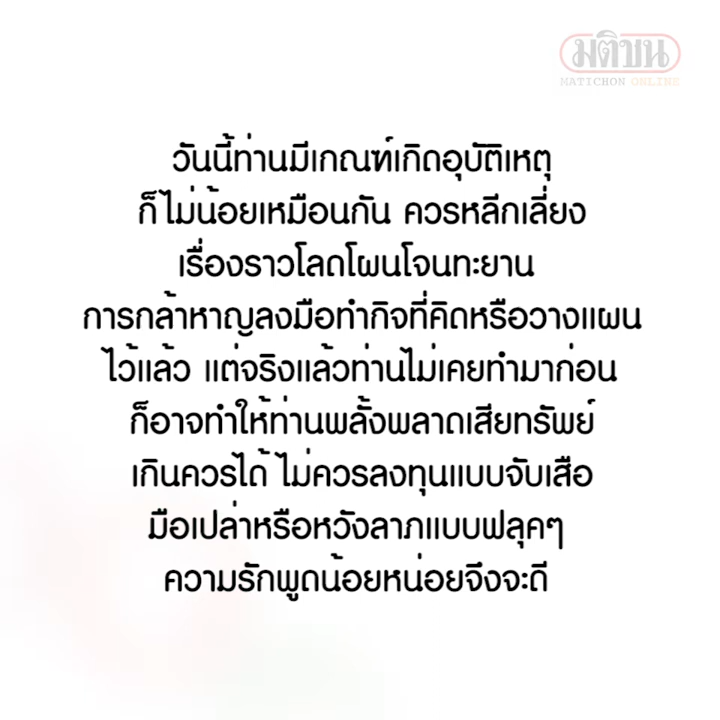 มติชน
MATICHON ONLINE
วันนี้ท่านมีเกณฑ์เกิดอุบัติเหตุ
ก็ไม่น้อยเหมือนกัน ควรหลีกเลี่ยง
เรื่องราวโลดโผนโจนทะยาน
การกล้าหาญลงมือทำกิจที่คิดหรือวางแผน
ไว้แล้ว แต่จริงแล้วท่านไม่เคยทำมาก่อน
ก็อาจทำให้ท่านพลั้งพลาดเสียทรัพย์
เกินควรได้ ไม่ควรลงทุนแบบจับเสือ
มือเปล่าหรือหวังลาภแบบฟลุคๆ
ความรักพูดน้อยหน่อยจึงจะดี